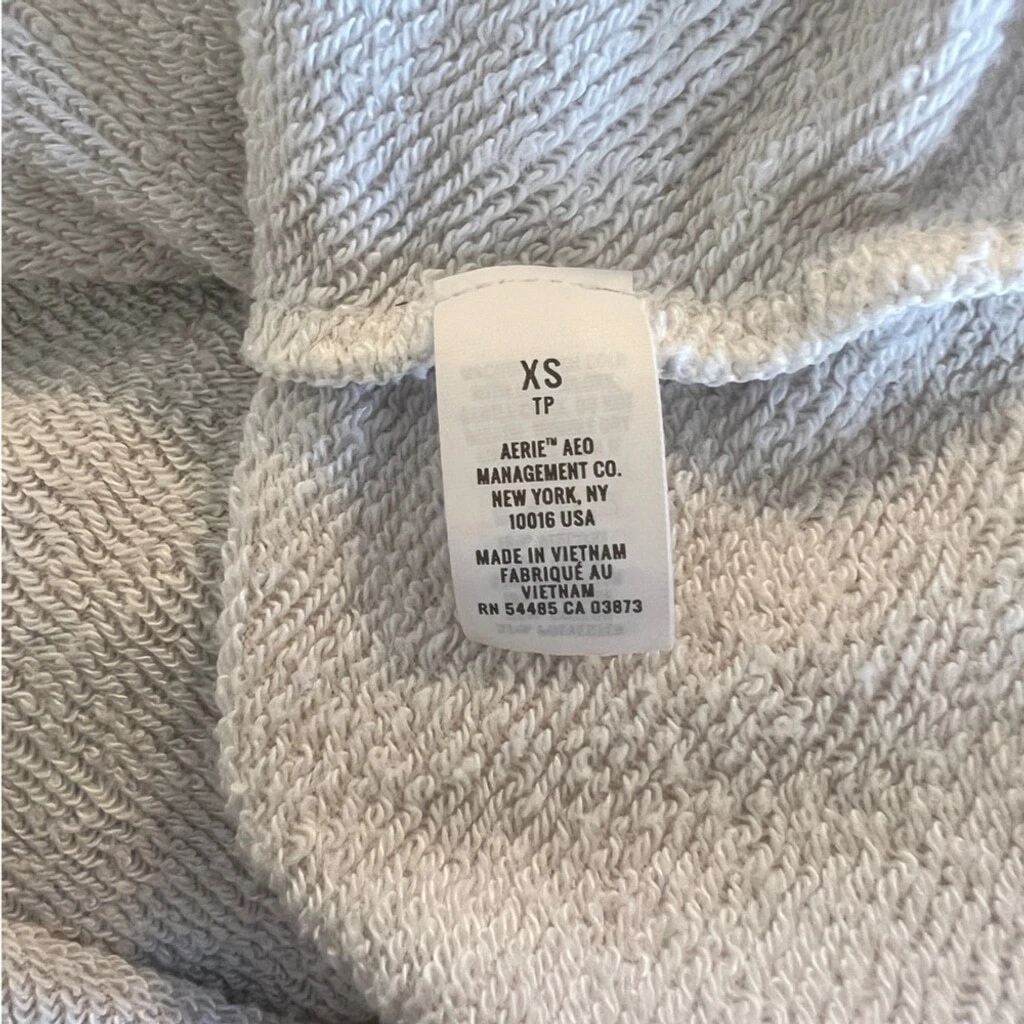 XS
TP
AERIE™ AEO
MANAGEMENT CO.
NEW YORK, NY
10016 USA
MADE IN VIETNAM
FABRIQUÉ AU
VIETNAM
RN 54485 CA 03873